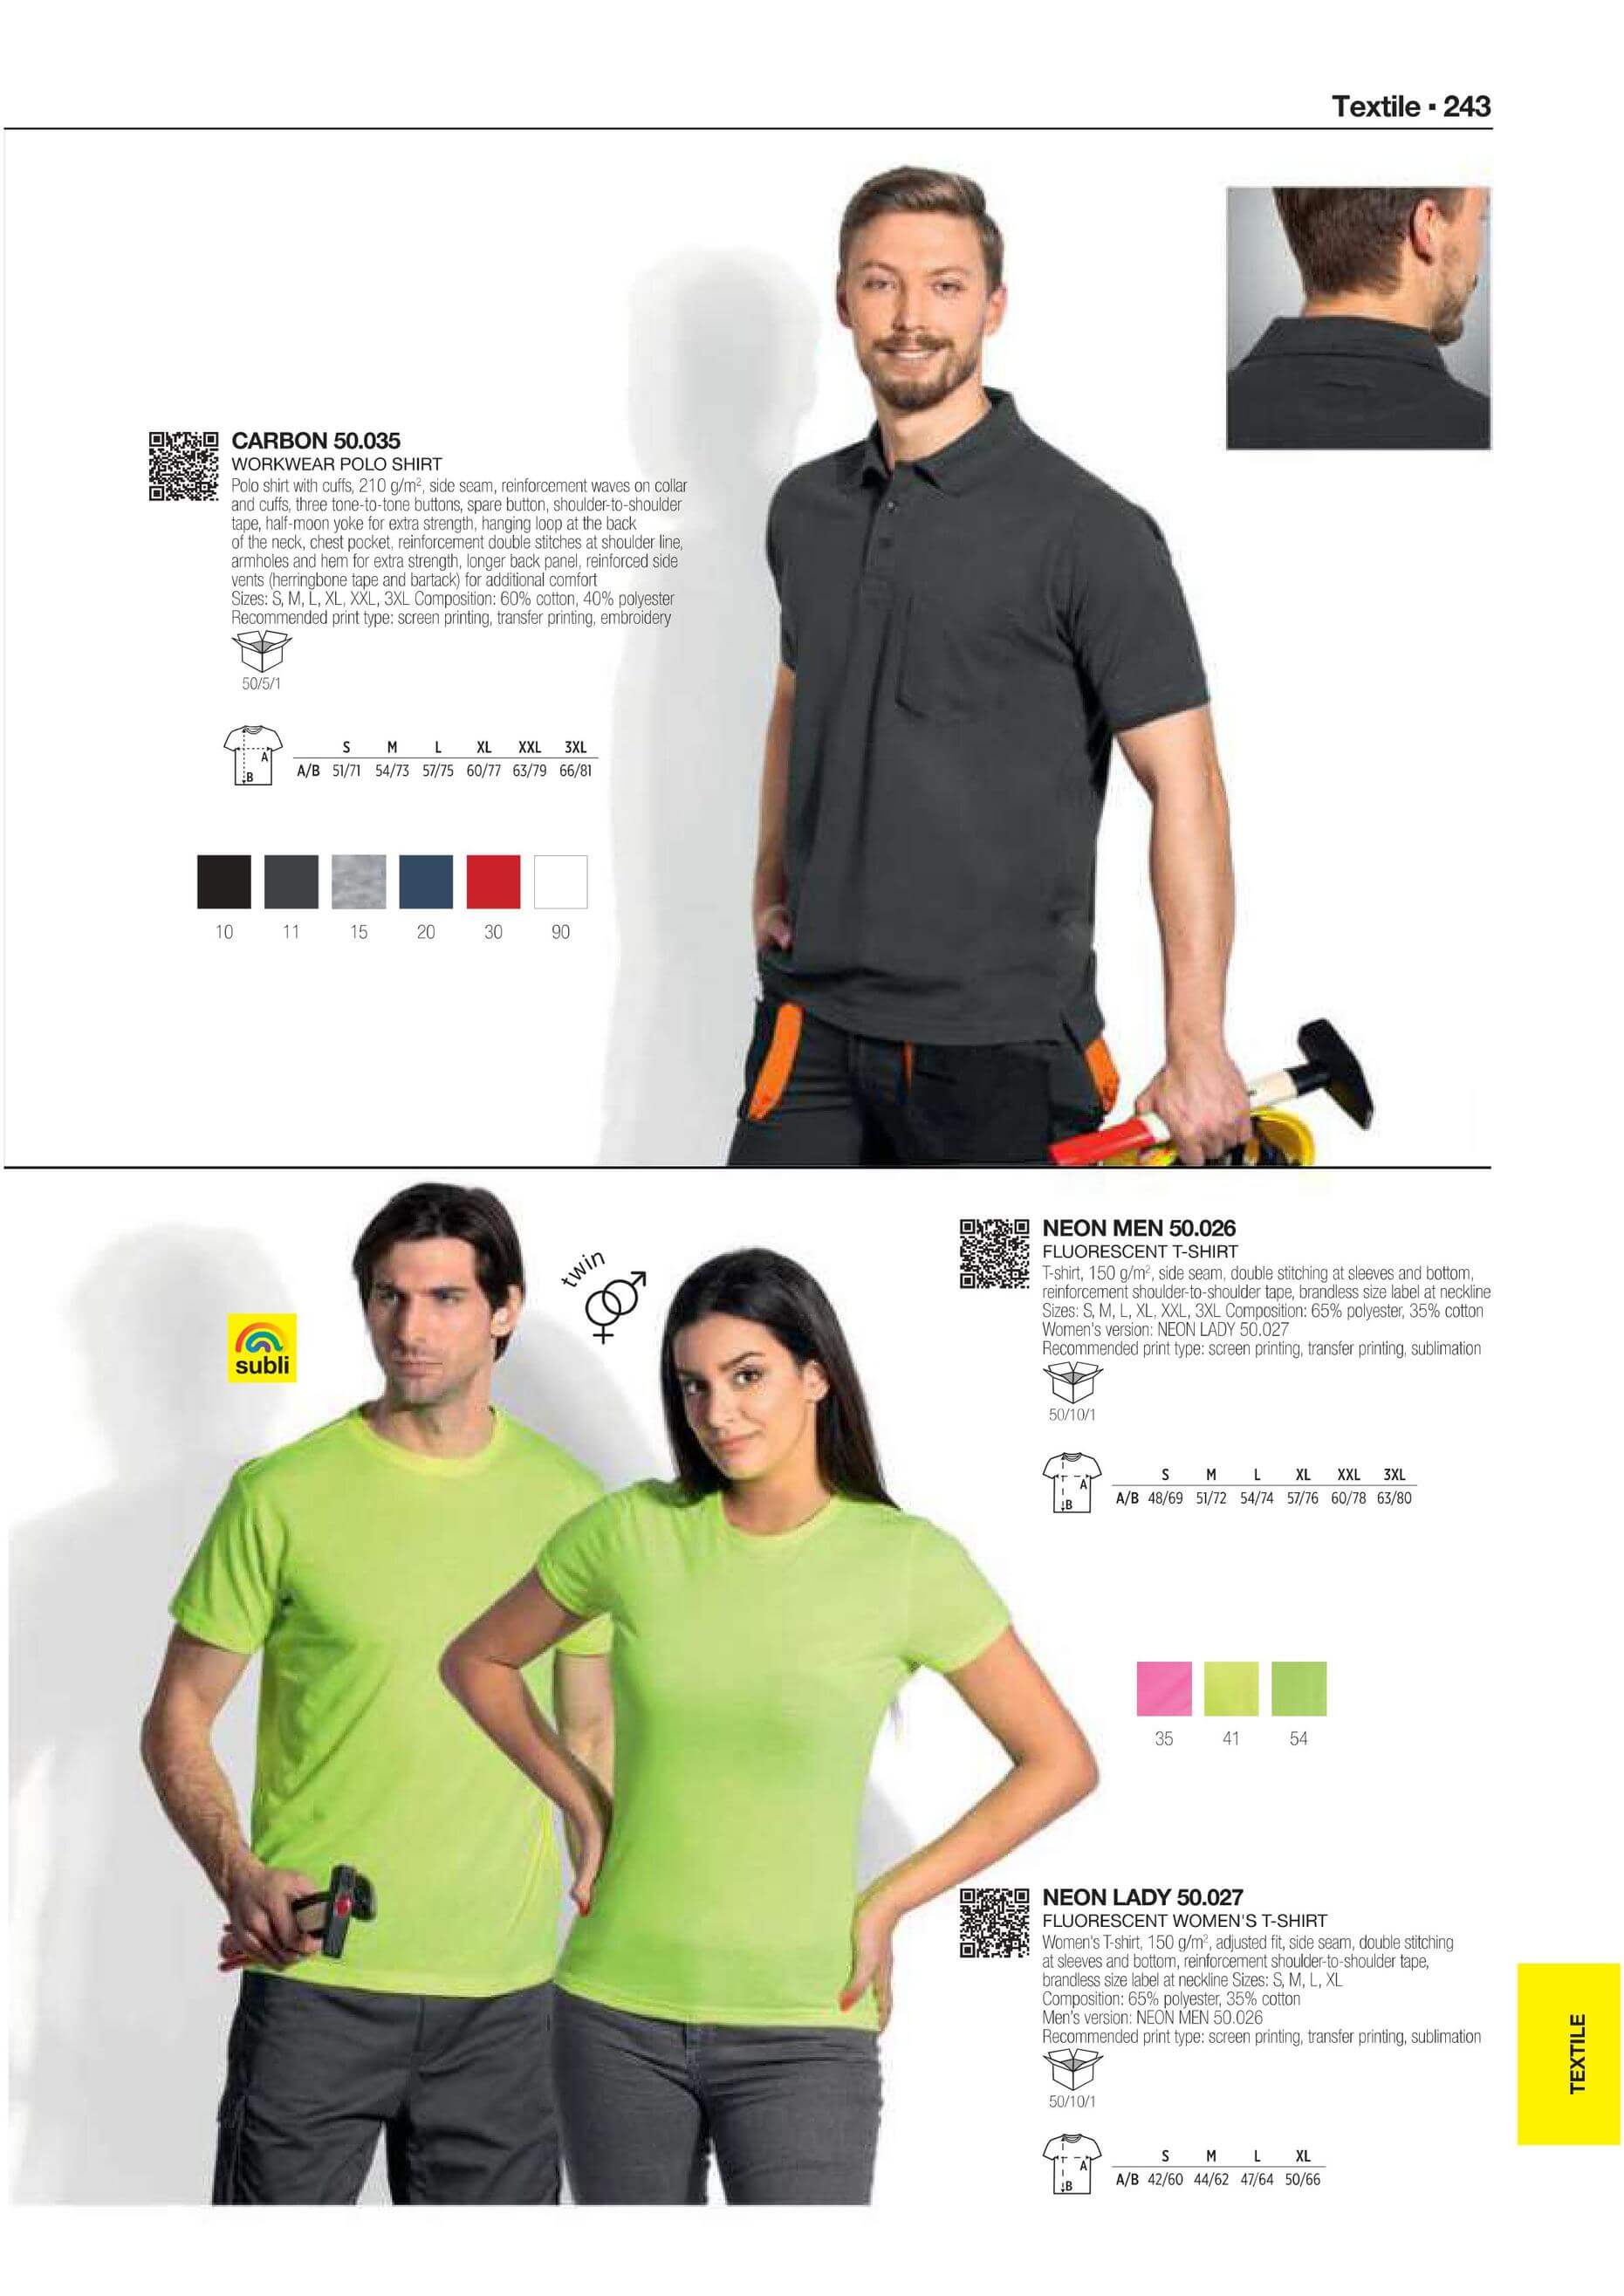 Textile ▪ 243
CARBON 50.035
WORKWEAR POLO SHIRT
Polo shirt with cuffs, 210 g/m², side seam, reinforcement waves on collar
and cuffs, three tone-to-tone buttons, spare button, shoulder-to-shoulder
tape, half-moon yoke for extra strength, hanging loop at the back
of the neck, chest pocket, reinforcement double stitches at shoulder line,
armholes and hem for extra strength, longer back panel, reinforced side
vents (herringbone tape and bartack) for additional comfort
Sizes: S, M, L, XL, XXL, 3XL Composition: 60% cotton, 40% polyester
Recommended print type: screen printing, transfer printing, embroidery
50/5/1
A
B
S M L XL XXL 3XL
A/B 51/71 54/73 57/75 60/77 63/79 66/81
10 11 15 20 30 90
twin
subli
NEON MEN 50.026
FLUORESCENT T-SHIRT
T-shirt, 150 g/m², side seam, double stitching at sleeves and bottom,
reinforcement shoulder-to-shoulder tape, brandless size label at neckline
Sizes: S, M, L, XL, XXL, 3XL Composition: 65% polyester, 35% cotton
Women's version: NEON LADY 50.027
Recommended print type: screen printing, transfer printing, sublimation
50/10/1
A
B
S M L XL XXL 3XL
A/B 48/69 51/72 54/74 57/76 60/78 63/80
35 41 54
NEON LADY 50.027
FLUORESCENT WOMEN'S T-SHIRT
Women's T-shirt, 150 g/m², adjusted fit, side seam, double stitching
at sleeves and bottom, reinforcement shoulder-to-shoulder tape,
brandless size label at neckline Sizes: S, M, L, XL
Composition: 65% polyester, 35% cotton
Men's version: NEON MEN 50.026
Recommended print type: screen printing, transfer printing, sublimation
50/10/1
A
B
S M L XL
A/B 42/60 44/62 47/64 50/66
TEXTILE